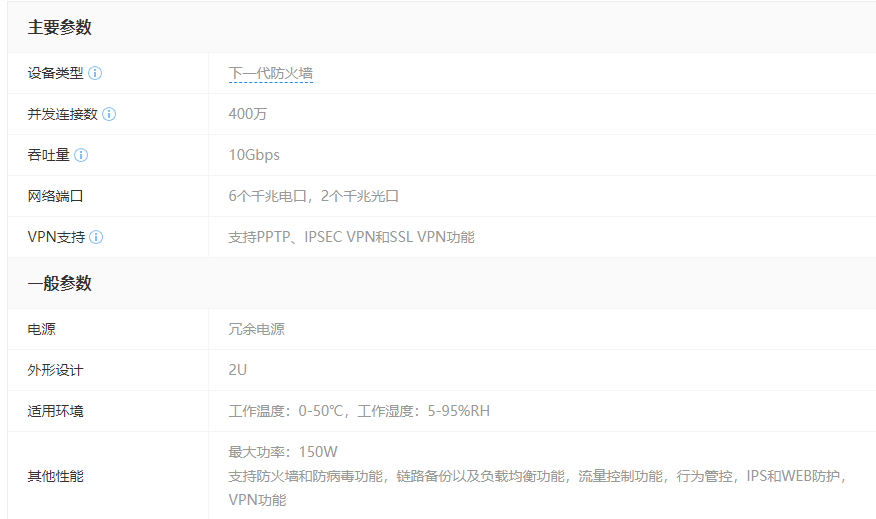 主要参数
设备类型
下一代防火墙
并发连接数
400万
吞吐量
10Gbps
网络端口
6个千兆电口，2个千兆光口
VPN支持
支持PPTP、IPSEC VPN和SSL VPN功能
一般参数
电源
冗余电源
外形设计
2U
适用环境
工作温度：0-50℃，工作湿度：5-95%RH
其他性能
最大功率：150W
支持防火墙和防病毒功能，链路备份以及负载均衡功能，流量控制功能，行为管控，IPS和WEB防护，
VPN功能